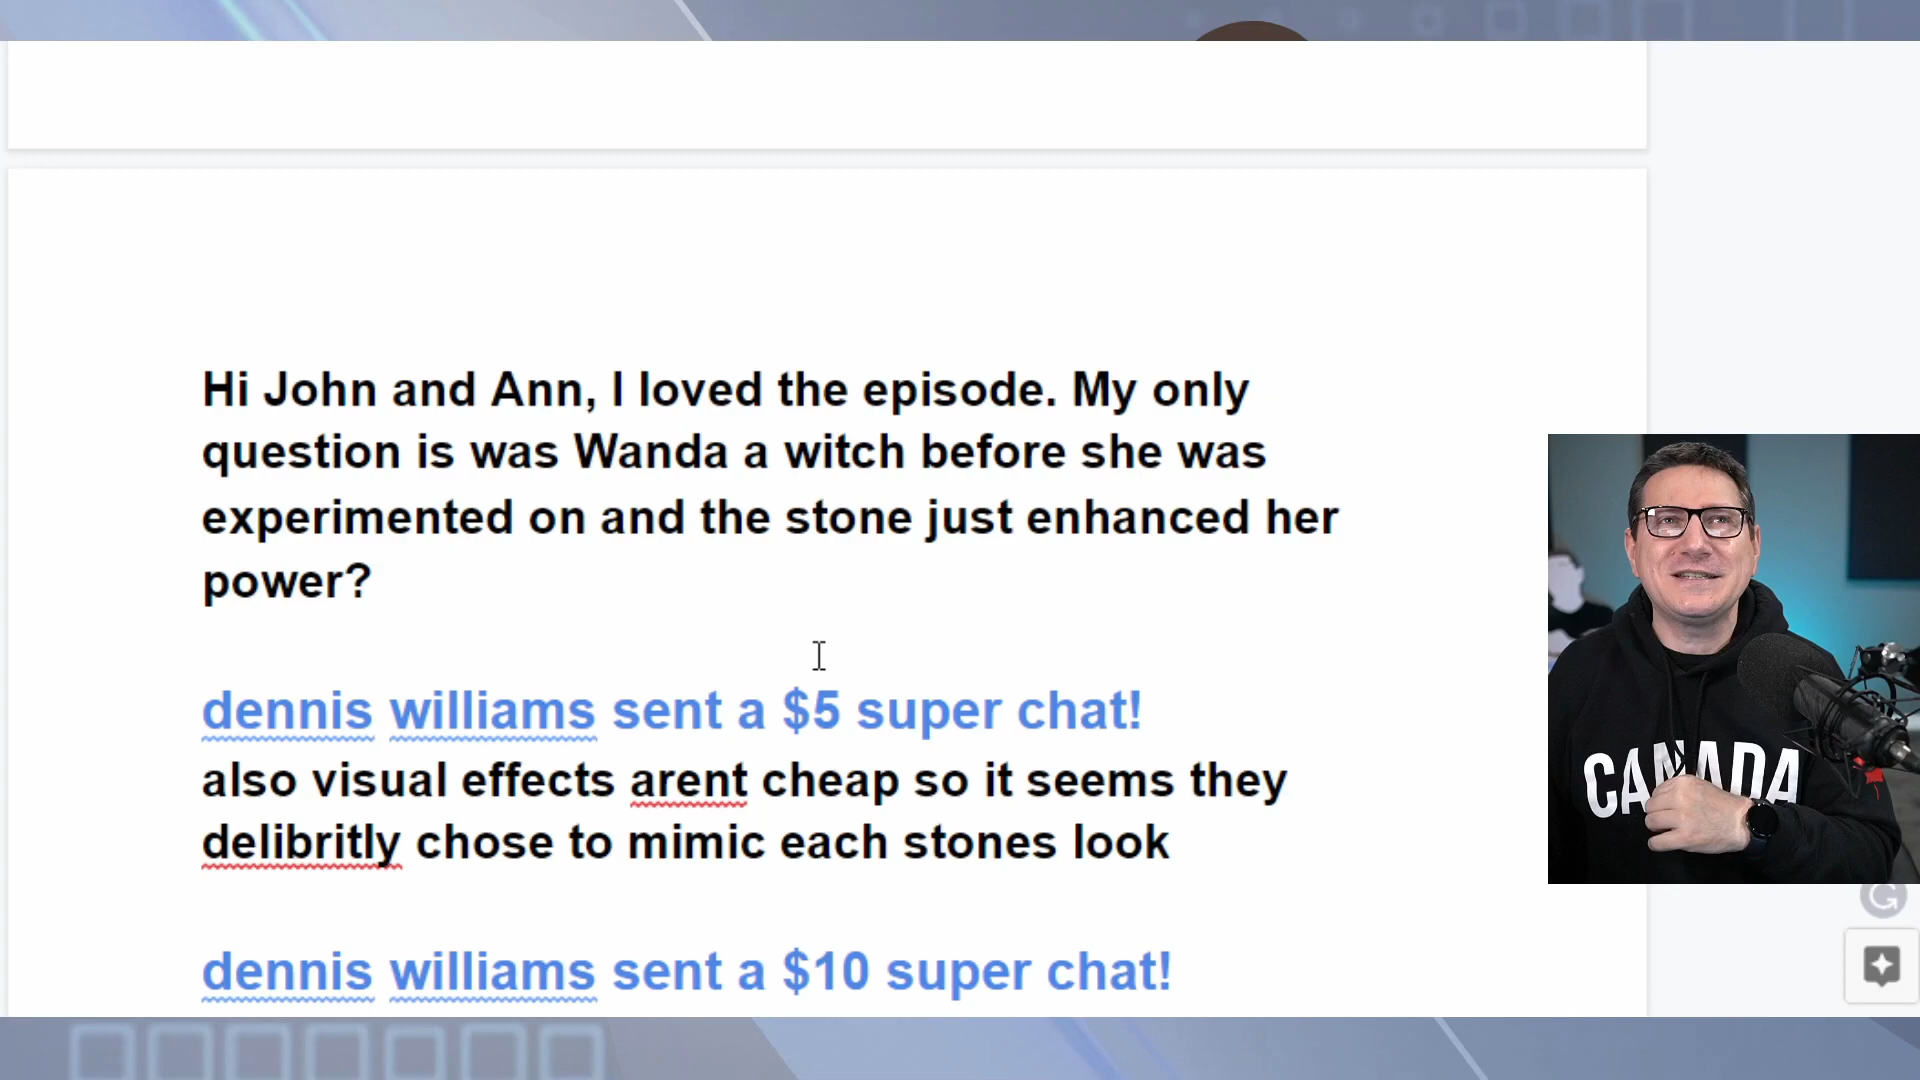 Hi John and Ann, I loved the episode. My only
question is was Wanda a witch before she was
experimented on and the stone just enhanced her
power?
dennis williams sent a $5 super chat!
also visual effects arent cheap so it seems they
delibritly chose to mimic each stones look
dennis williams sent a $10 super chat!
CANADA